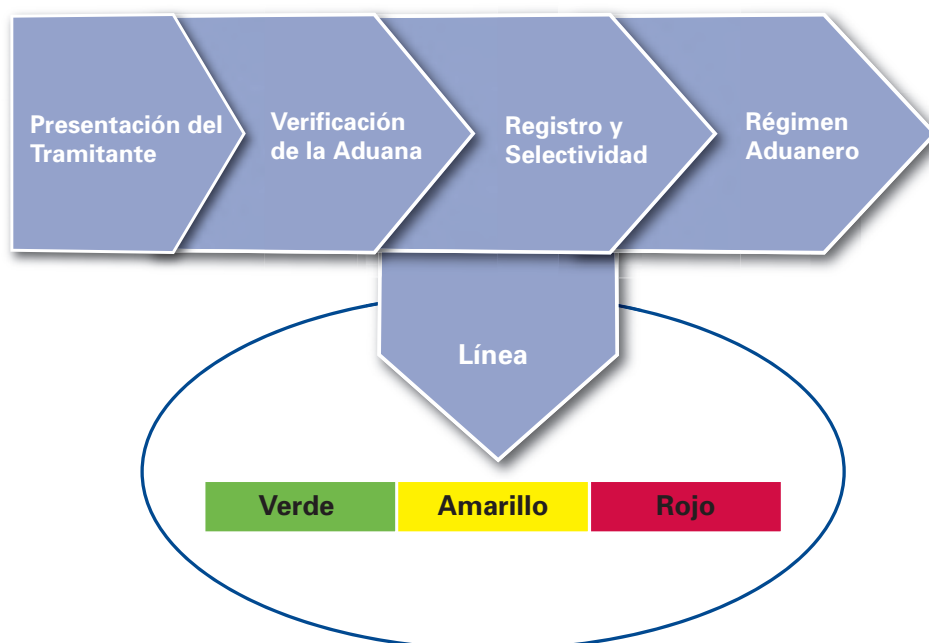 Presentación del
Tramitante
Verificación
de la Aduana
Registro y
Selectividad
Régimen
Aduanero
Línea
Verde
Amarillo
Rojo